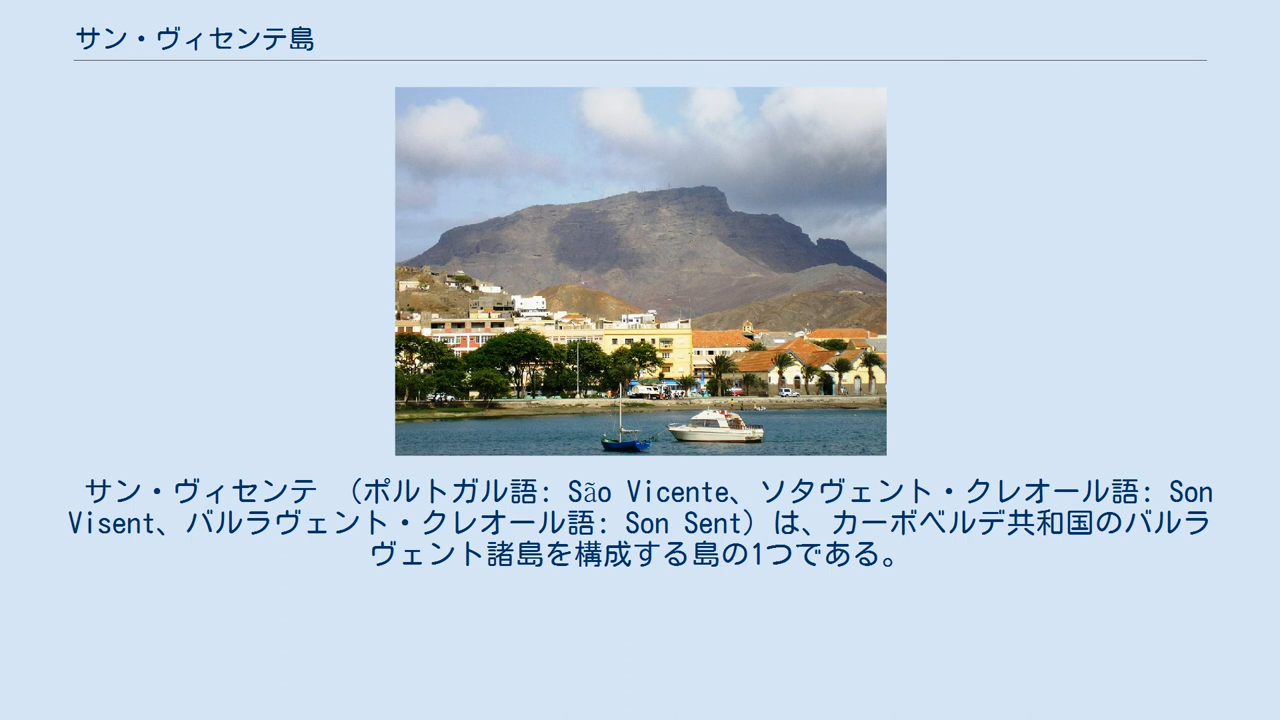 サン・ヴィセンテ島
サン・ヴィセンテ （ポルトガル語: São Vicente、ソタヴェント・クレオール語: Son
Visent、バルラヴェント・クレオール語: Son Sent）は、カーボベルデ共和国のバルラ
ヴェント諸島を構成する島の1つである。